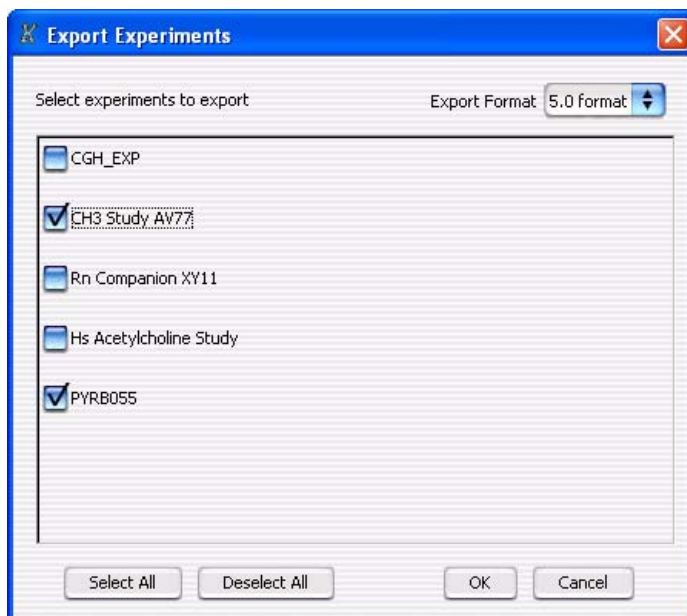 Export Experiments
Select experiments to export
Export Format 5.0 format
CGH_EXP
CH3 Study AV77
Rn Companion XY11
Hs Acetylcholine Study
PYRB055
Select All Deselect All OK Cancel